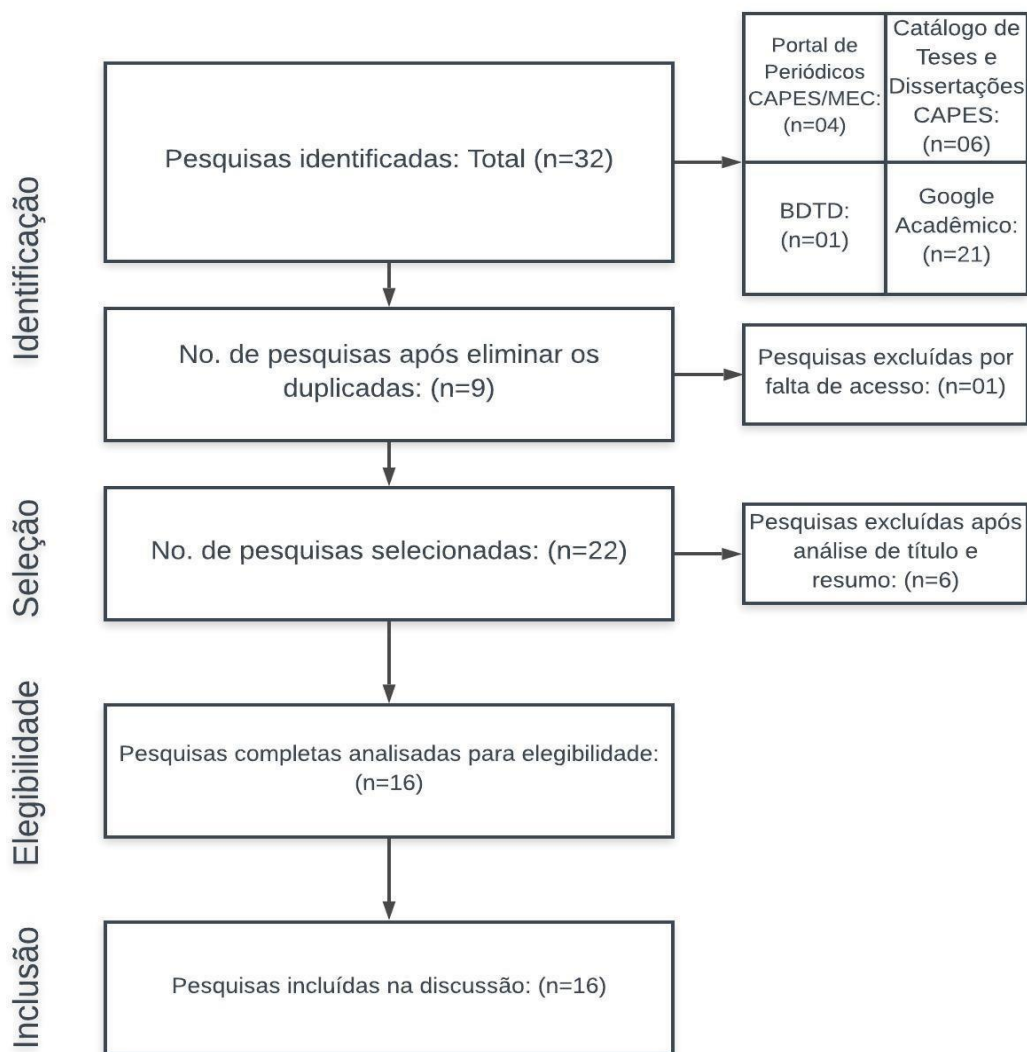 Identificação
Pesquisas identificadas: Total (n=32)
Portal de
Periódicos
CAPES/MEC:
(n=04)
Catálogo de
Teses e
Dissertações
CAPES:
(n=06)
BDTD:
(n=01)
Google
Acadêmico:
(n=21)
No. de pesquisas após eliminar os
duplicadas: (n=9)
Pesquisas excluídas por
falta de acesso: (n=01)
Seleção
No. de pesquisas selecionadas: (n=22)
Pesquisas excluídas após
análise de título e
resumo: (n=6)
Elegibilidade
Pesquisas completas analisadas para elegibilidade:
(n=16)
Inclusão
Pesquisas incluídas na discussão: (n=16)